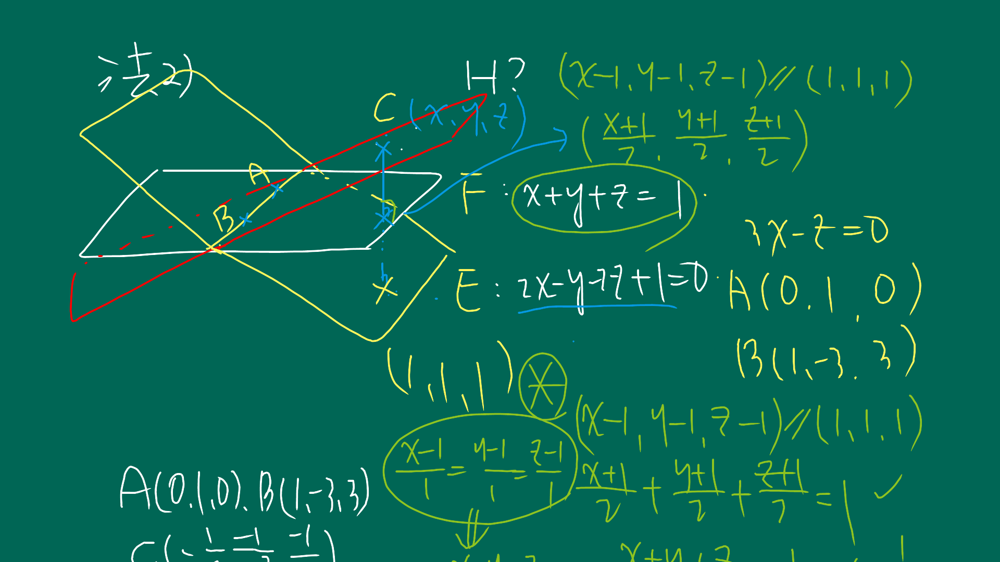 H?
C (x, y, z)
(x-1, y-1, z-1) // (1, 1, 1)
(x+1/2, y+1/2, z+1/2)
A
B
F : x+y+z = 1
2x-z=0
E : 2x-y-2z+1=0
A(0, 1, 0)
B(1, -3, 3)
(1, 1, 1)
(x-1, y-1, z-1) // (1, 1, 1)
x-1/1 = y-1/1 = z-1/1
x+1/2 + y+1/2 + z+1/2 = 1
A(0,1,0), B(1,-3,3)